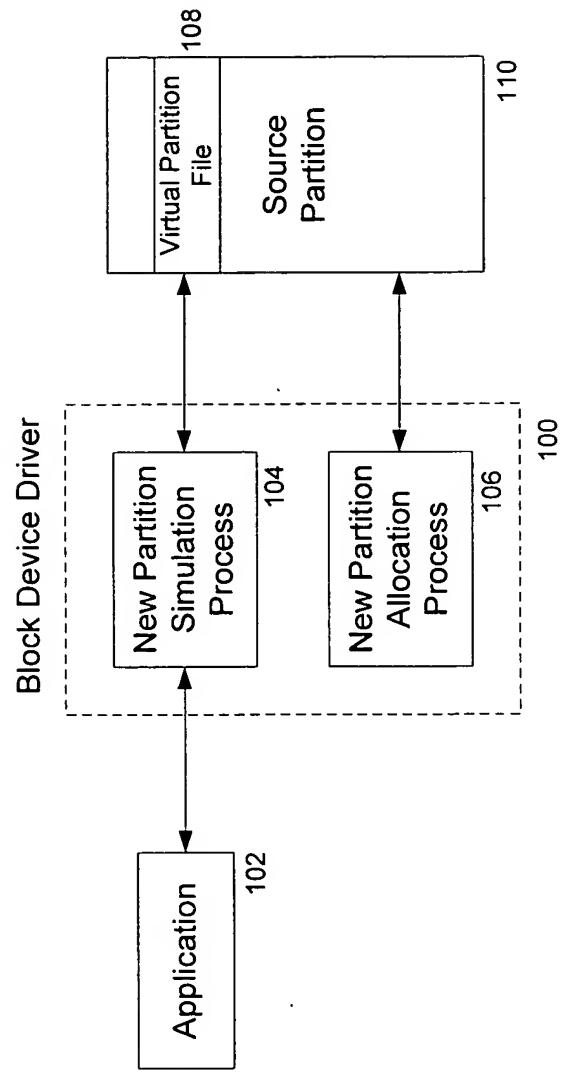 Block Device Driver
Application
102
New Partition
Simulation
Process
104
New Partition
Allocation
Process
106
100
Virtual Partition
File
108
Source
Partition
110